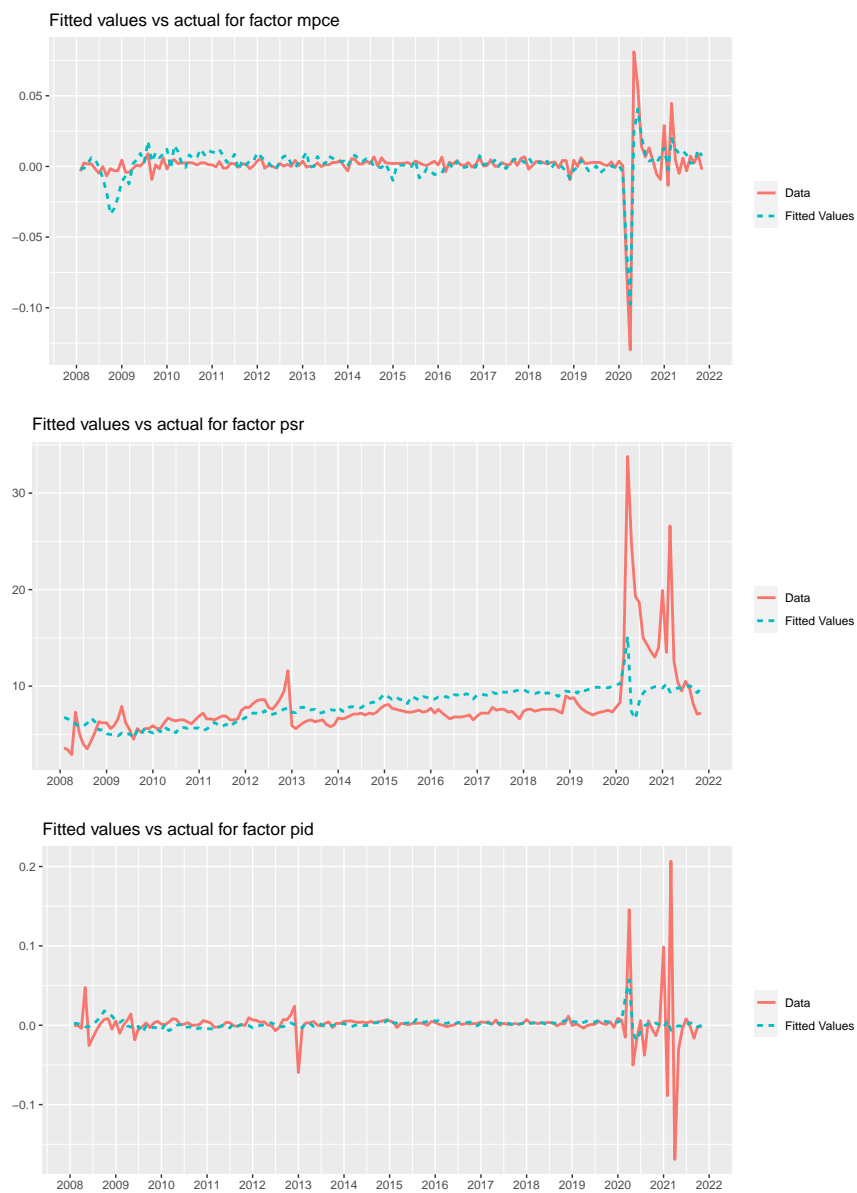 Fitted values vs actual for factor mpce
0.05
0.00
−0.05
−0.10
2008 2009 2010 2011 2012 2013 2014 2015 2016 2017 2018 2019 2020 2021 2022
Data
Fitted Values
Fitted values vs actual for factor psr
30
20
10
2008 2009 2010 2011 2012 2013 2014 2015 2016 2017 2018 2019 2020 2021 2022
Data
Fitted Values
Fitted values vs actual for factor pid
0.2
0.1
0.0
−0.1
2008 2009 2010 2011 2012 2013 2014 2015 2016 2017 2018 2019 2020 2021 2022
Data
Fitted Values